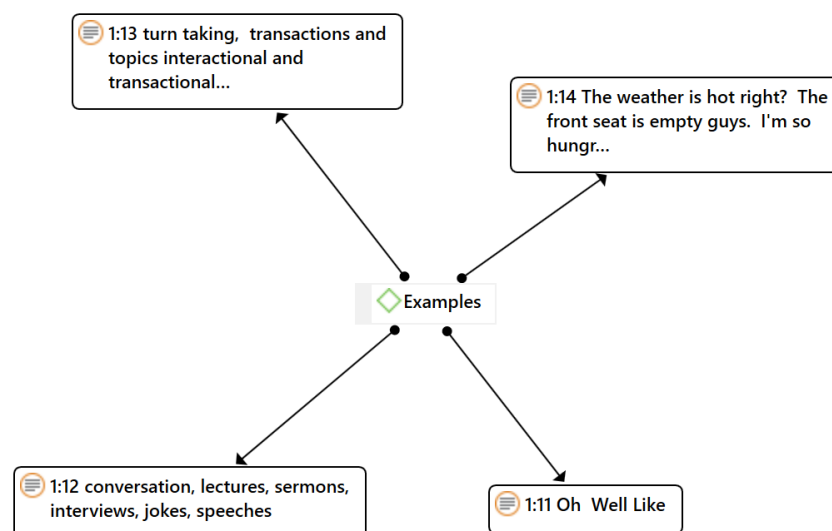 1:13 turn taking,  transactions and
topics interactional and
transactional...
1:14 The weather is hot right?  The
front seat is empty guys.  I'm so
hungr...
Examples
1:12 conversation, lectures, sermons,
interviews, jokes, speeches
1:11 Oh  Well Like